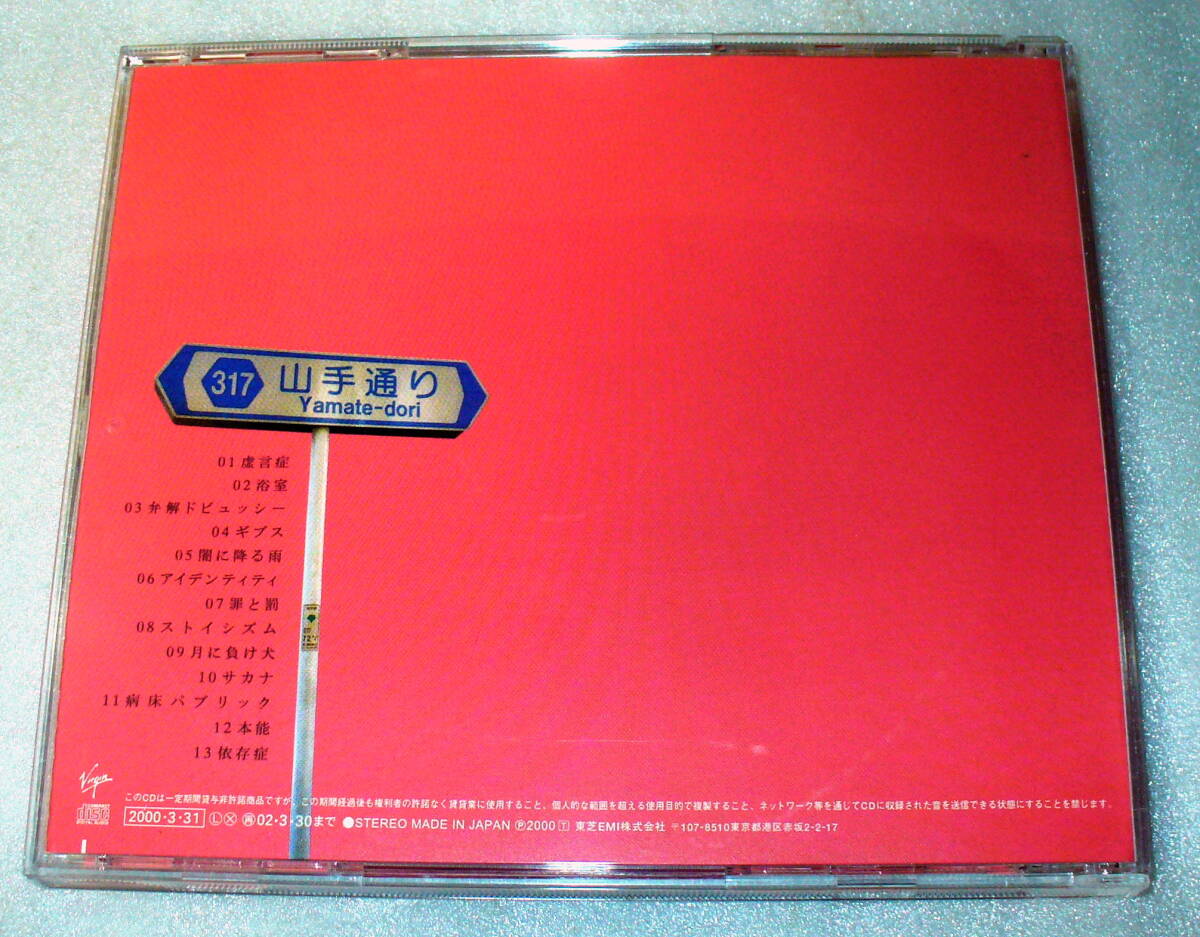 317 山手通り
Yamate-dori
01 虚言症
02 浴室
03 弁解ドビュッシー
04 ギブス
05 闇に降る雨
06 アイデンティティ
07 罪と罰
08 ストイシズム
09 月に負け犬
10 サカナ
11 病床パブリック
12 本能
13 依存症
Virgin
このCDは一定期間貸与非許諾商品ですが、この期間経過後も権利者の許諾なく賃貸業に使用すること、個人的な範囲を超える使用目的で複製すること、ネットワーク等を通じてCDに収録された音を送信できる状態にすることを禁じます。
COMPACT disc DIGITAL AUDIO
2000・3・31 Ⓛ Ⓧ ㊢02・3・30まで ●STEREO MADE IN JAPAN Ⓟ2000 T 東芝EMI株式会社 〒107-8510東京都港区赤坂2-2-17